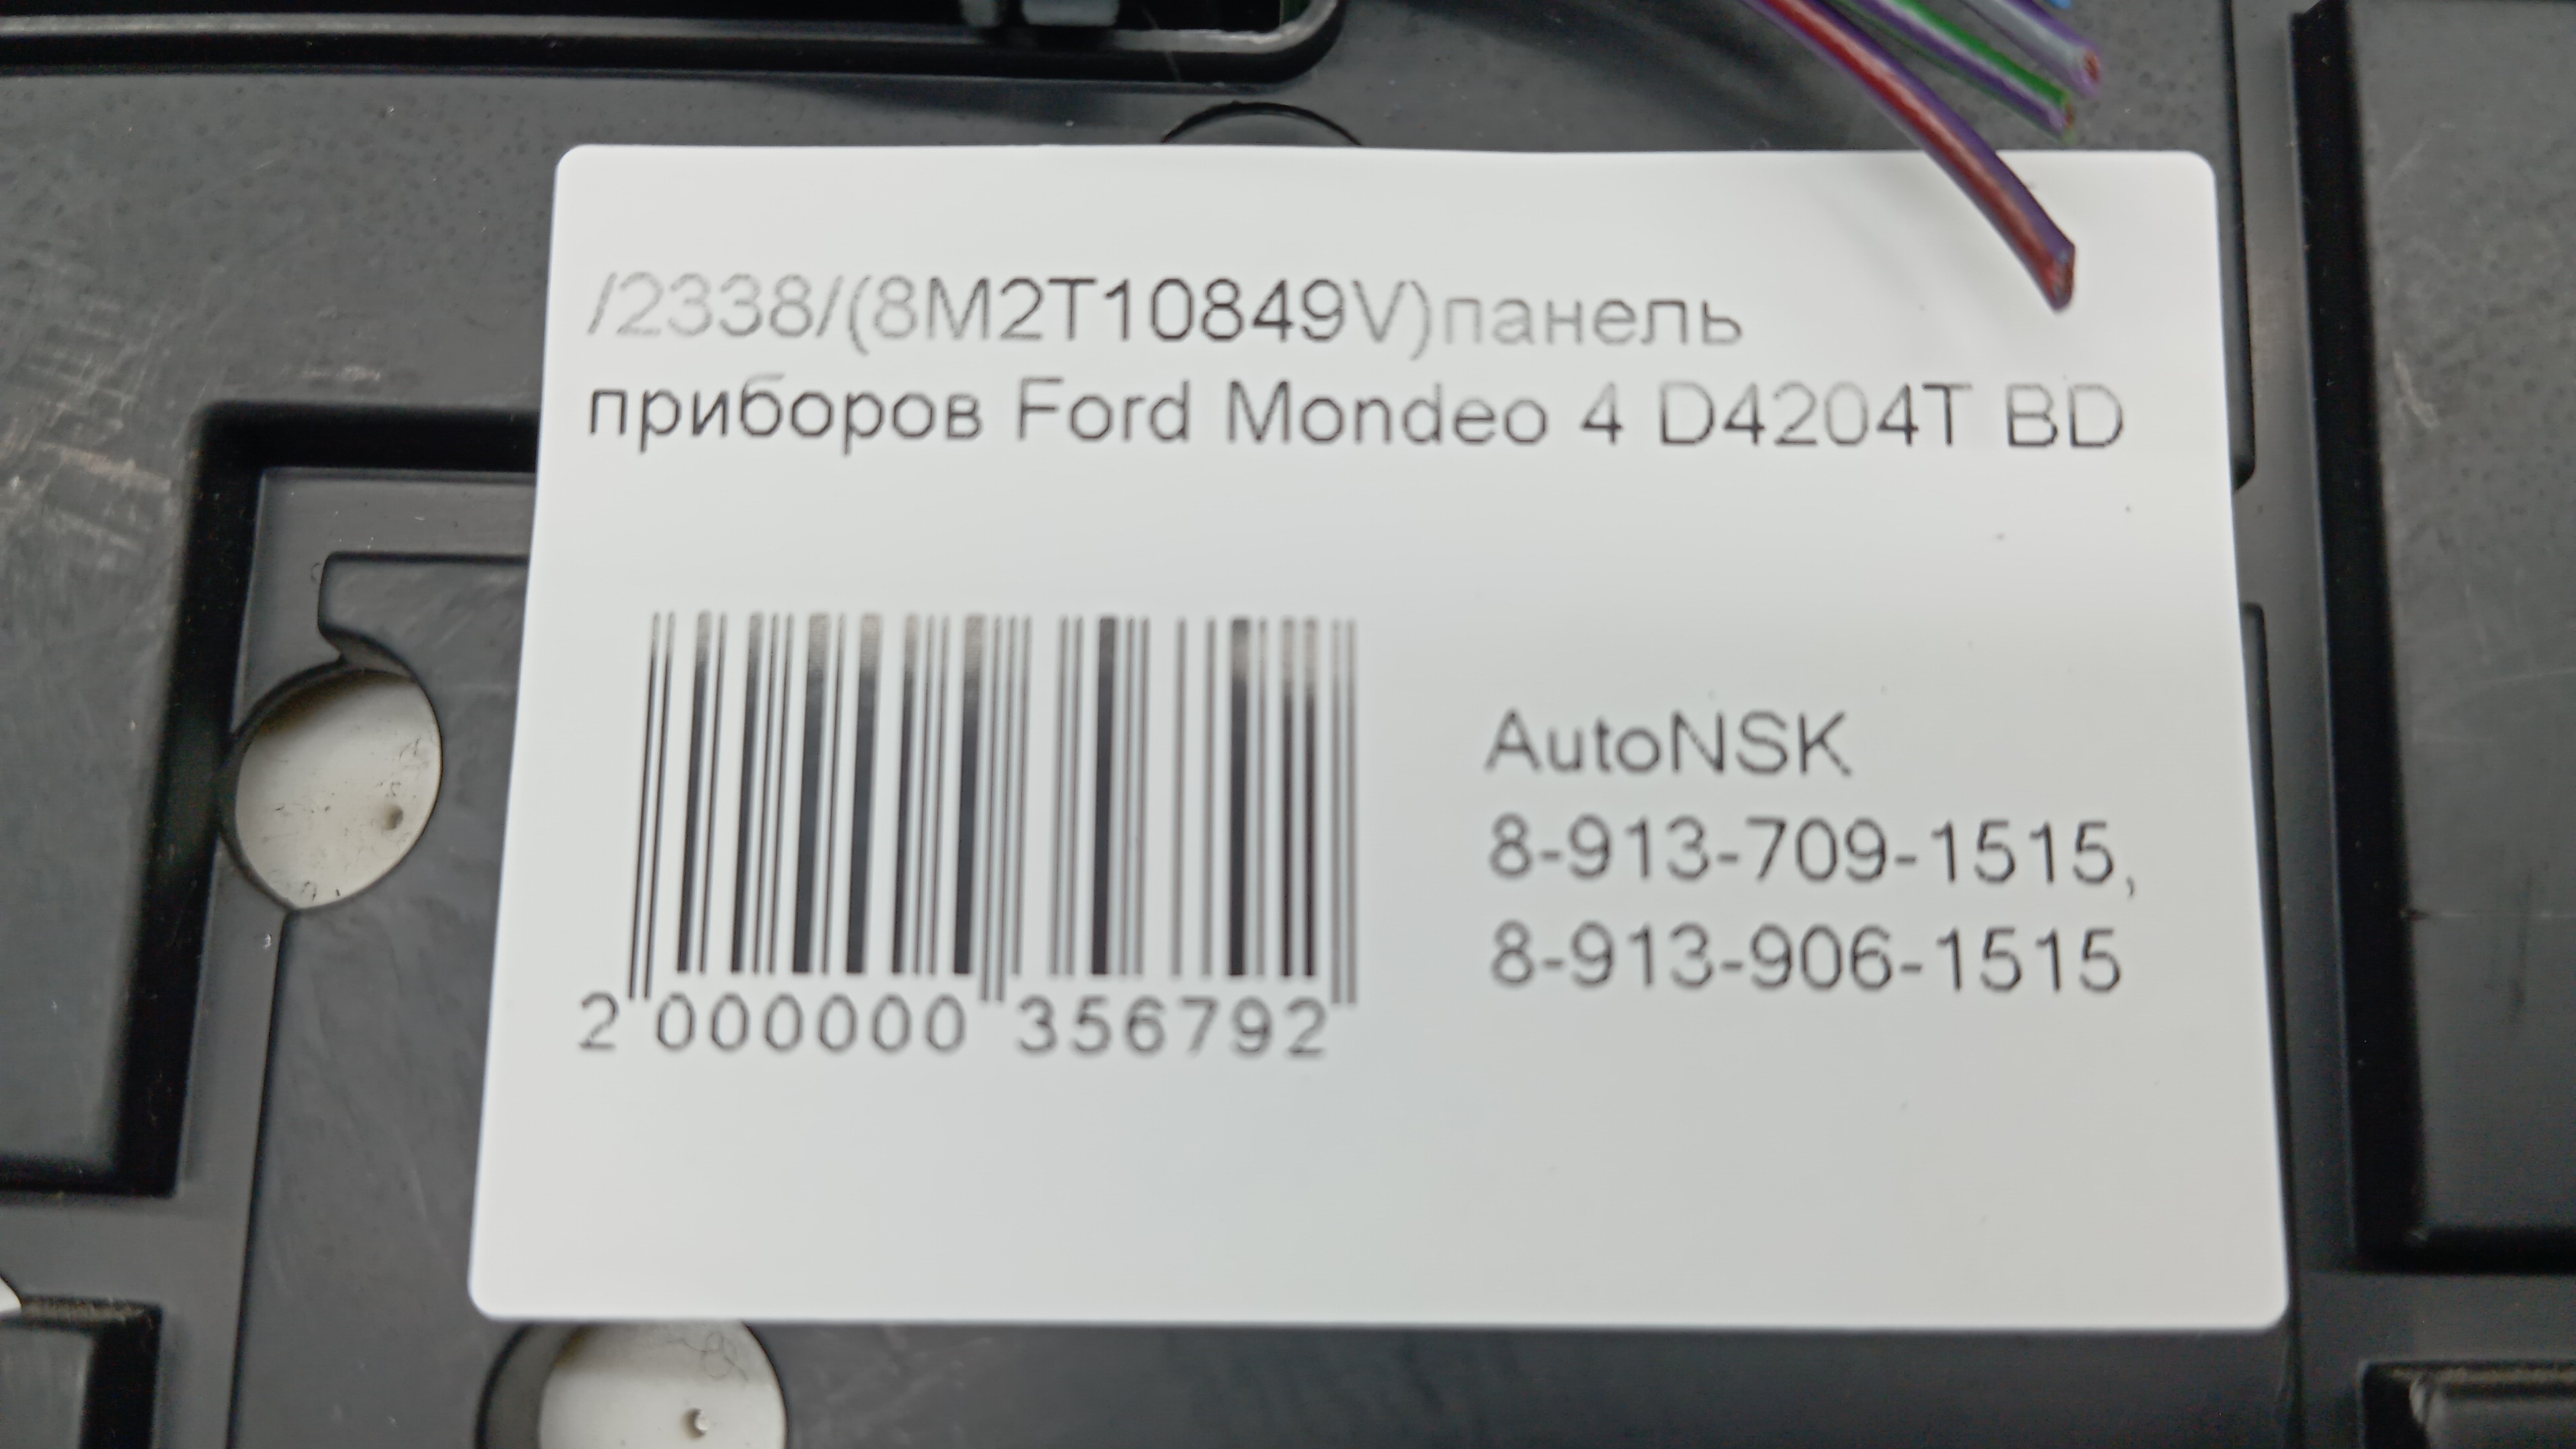 /2338/(8M2T10849V)панель
приборов Ford Mondeo 4 D4204T BD
AutoNSK
8-913-709-1515,
8-913-906-1515
2 000000 356792